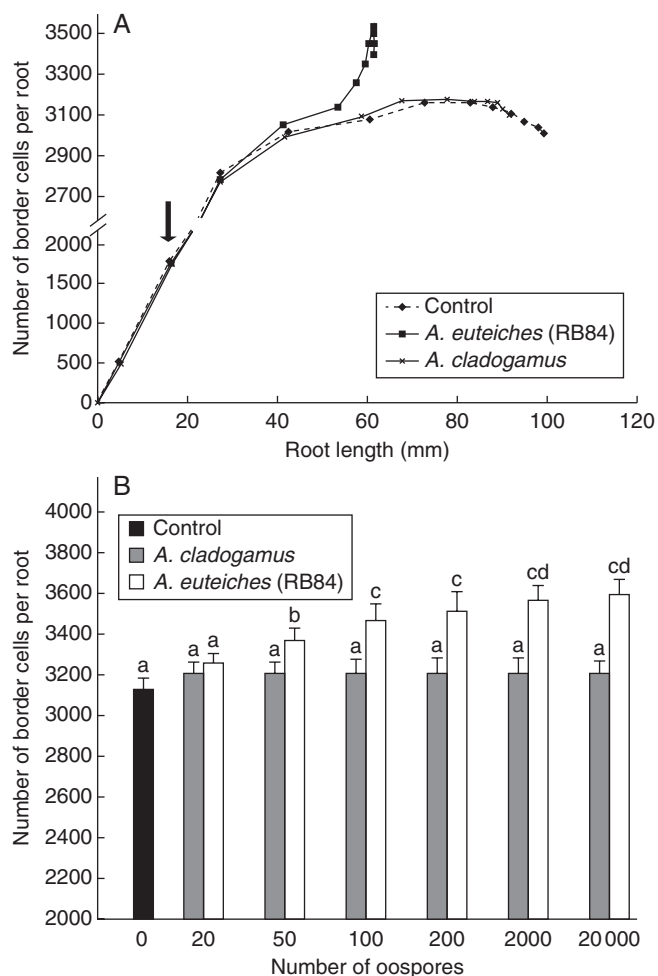 A
Number of border cells per root
3500
3300
3100
2900
2700
2000
1500
1000
500
0
0 20 40 60 80 100 120
Root length (mm)
Control
A. euteiches (RB84)
A. cladogamus
B
Number of border cells per root
4000
3800
3600
3400
3200
3000
2800
2600
2400
2200
2000
Control
A. cladogamus
A. euteiches (RB84)
a a a a b a c a c a cd a cd
0 20 50 100 200 2000 20 000
Number of oospores